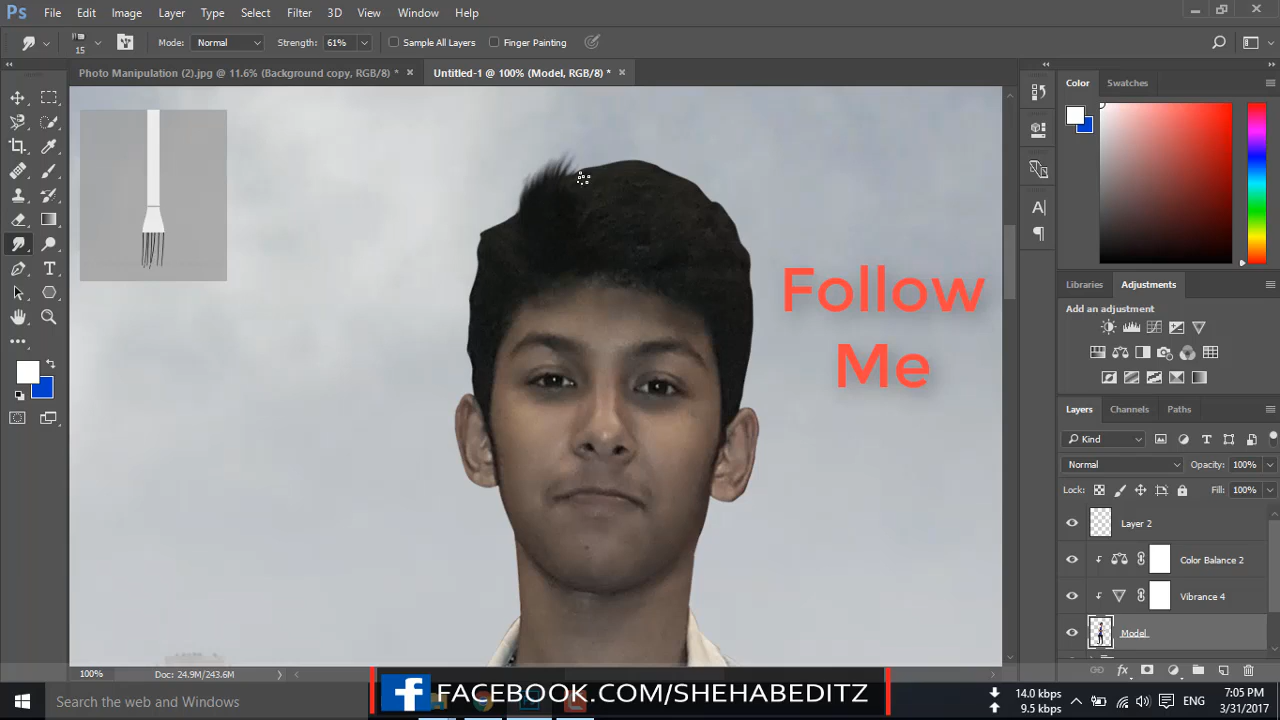 Ps File Edit Image Layer Type Select Filter 3D View Window Help
15 Mode: Normal Strength: 61% Sample All Layers Finger Painting
Photo Manipulation (2).jpg @ 11.6% (Background copy, RGB/8) * × Untitled-1 @ 100% (Model, RGB/8) * ×
Color Swatches
Follow
Me
Libraries Adjustments
Add an adjustment
Layers Channels Paths
Kind
Normal Opacity: 100%
Lock: Fill: 100%
Layer 2
Color Balance 2
Vibrance 4
Model
100% Doc: 24.9M/243.6M
Search the web and Windows
FACEBOOK.COM/SHEHABEDITZ
14.0 kbps
9.5 kbps
ENG
7:05 PM
3/31/2017